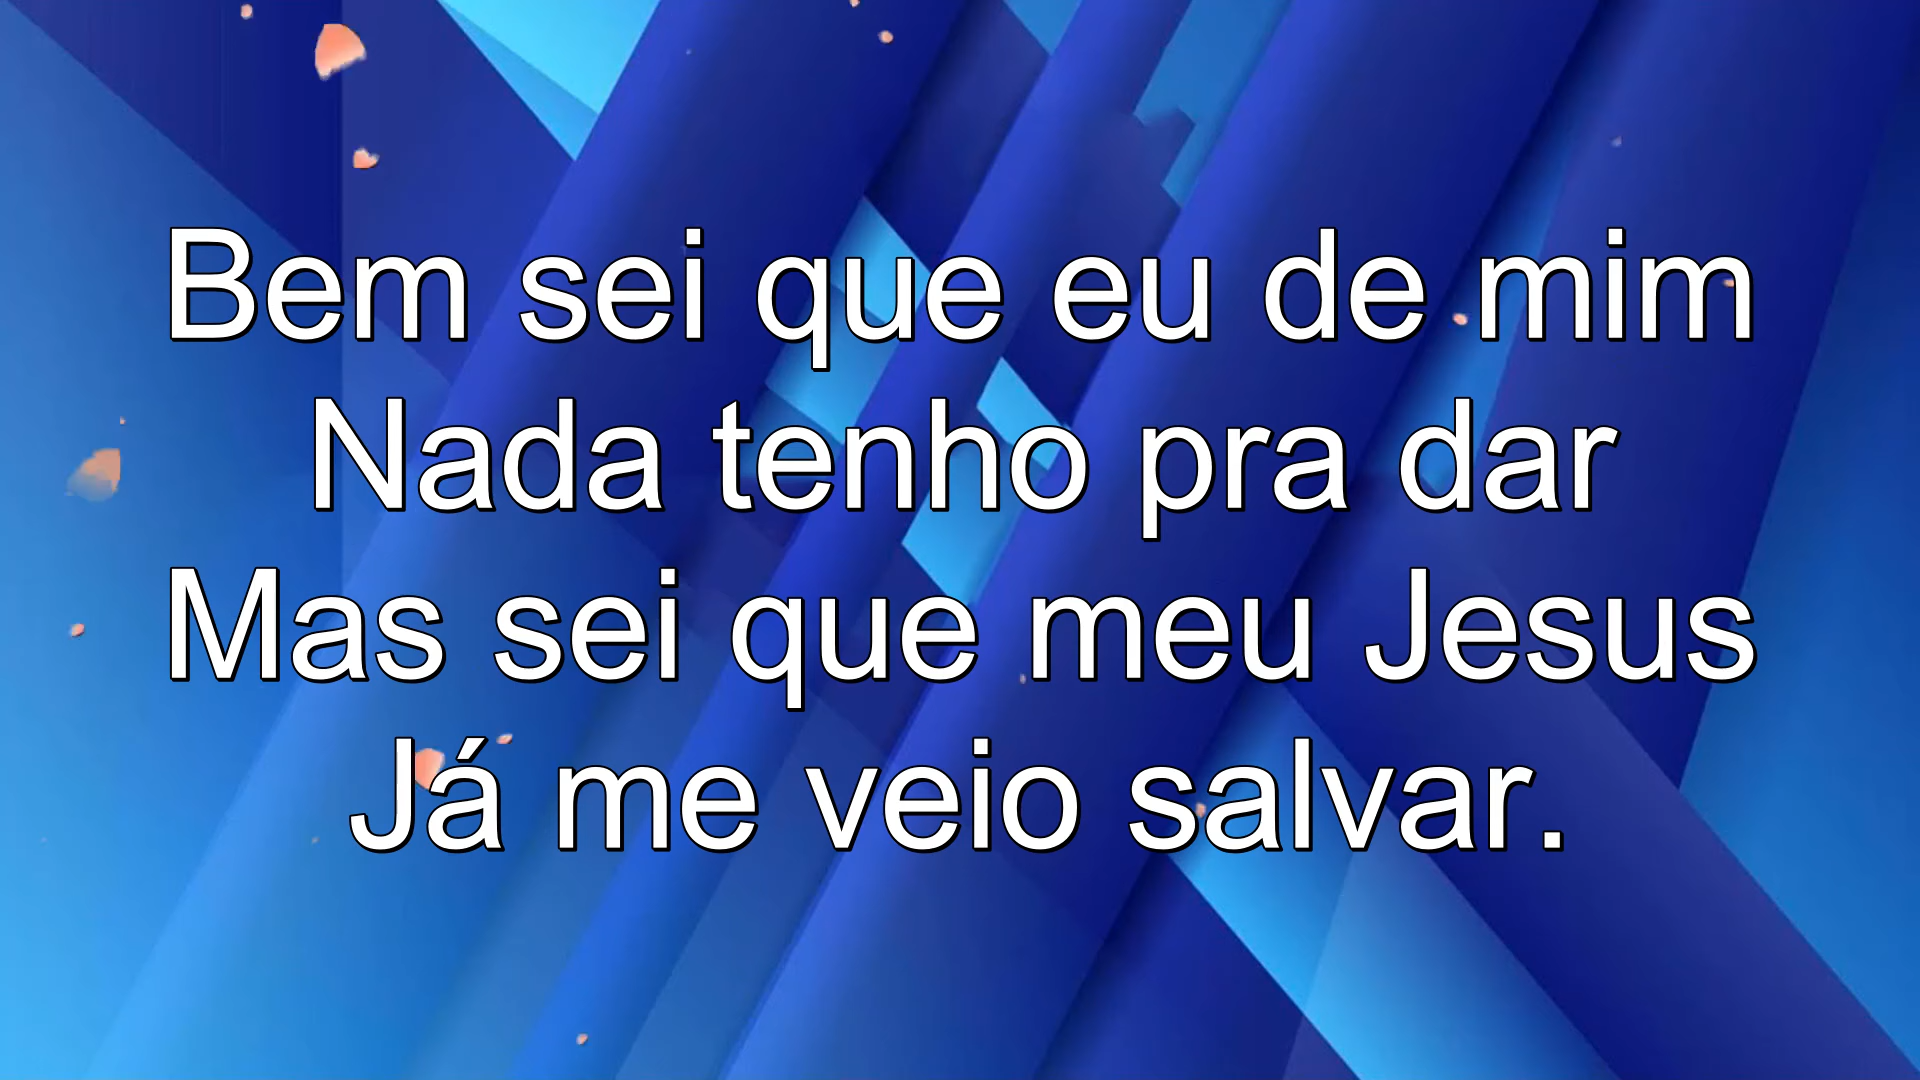 Bem sei que eu de mim
Nada tenho pra dar
Mas sei que meu Jesus
Já me veio salvar.